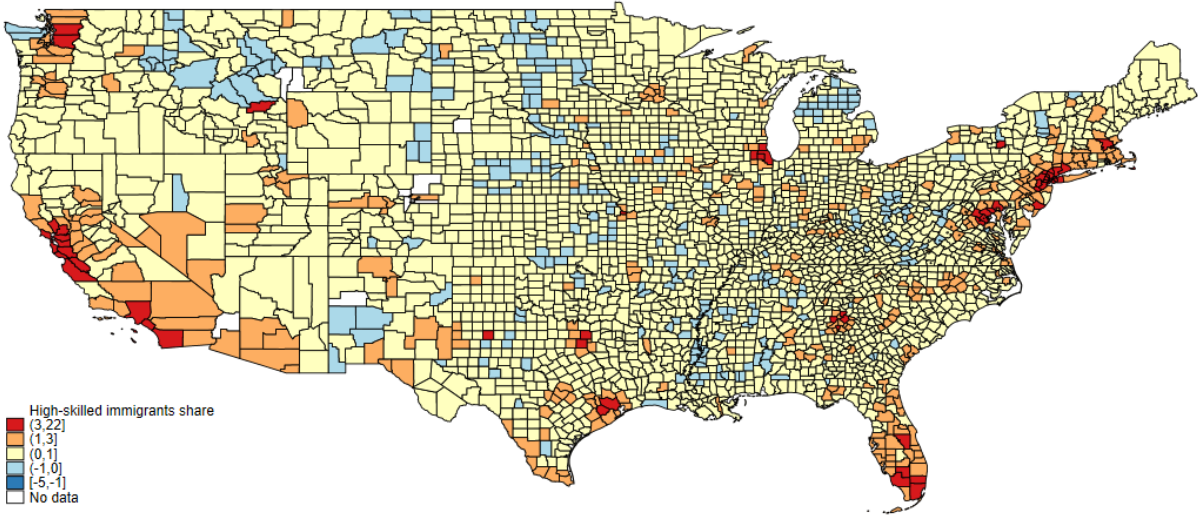 High-skilled immigrants share
(3,22]
(1,3]
(0,1]
(-1,0]
[-5,-1]
No data